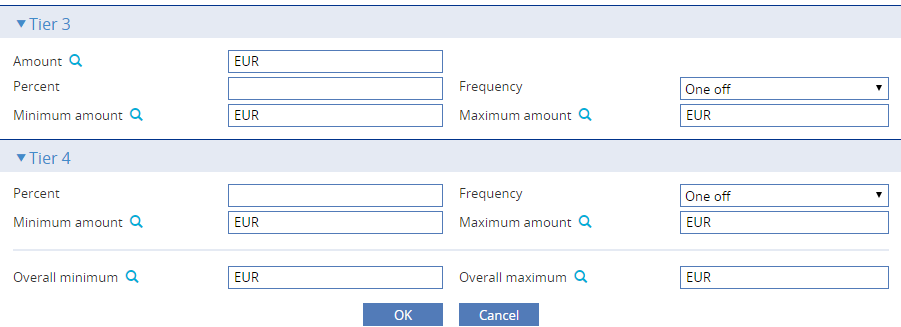 Tier 3
Amount EUR
Percent Frequency One off
Minimum amount EUR Maximum amount EUR
Tier 4
Percent Frequency One off
Minimum amount EUR Maximum amount EUR
Overall minimum EUR Overall maximum EUR
OK Cancel